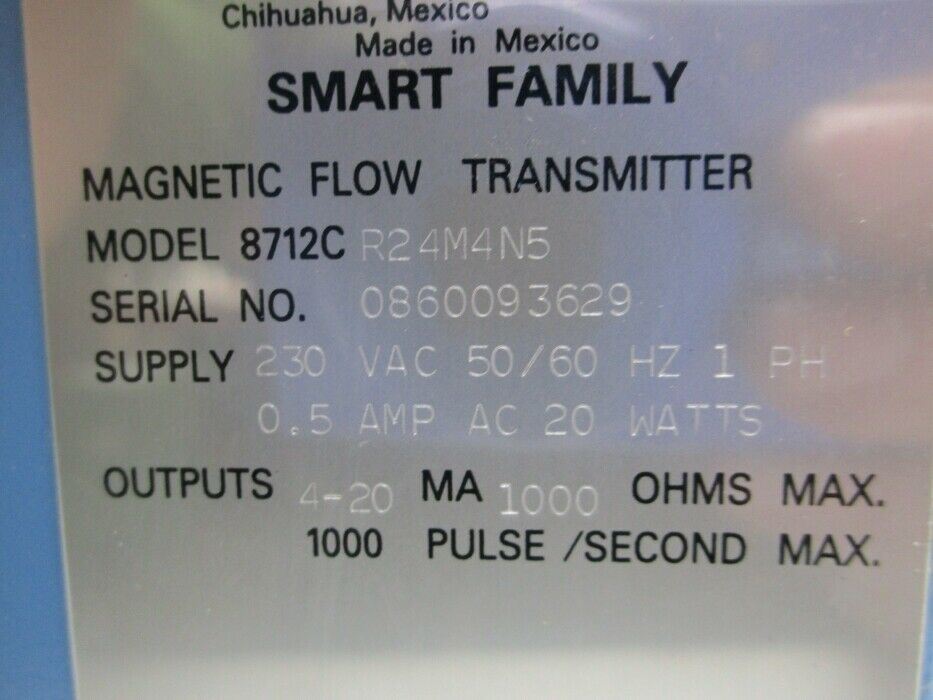 Chihuahua, Mexico
Made in Mexico
SMART FAMILY
MAGNETIC FLOW TRANSMITTER
MODEL 8712C R24M4N5
SERIAL NO. 0860093629
SUPPLY 230 VAC 50/60 HZ 1 PH
0.5 AMP AC 20 WATTS
OUTPUTS 4-20 MA 1000 OHMS MAX.
1000 PULSE /SECOND MAX.